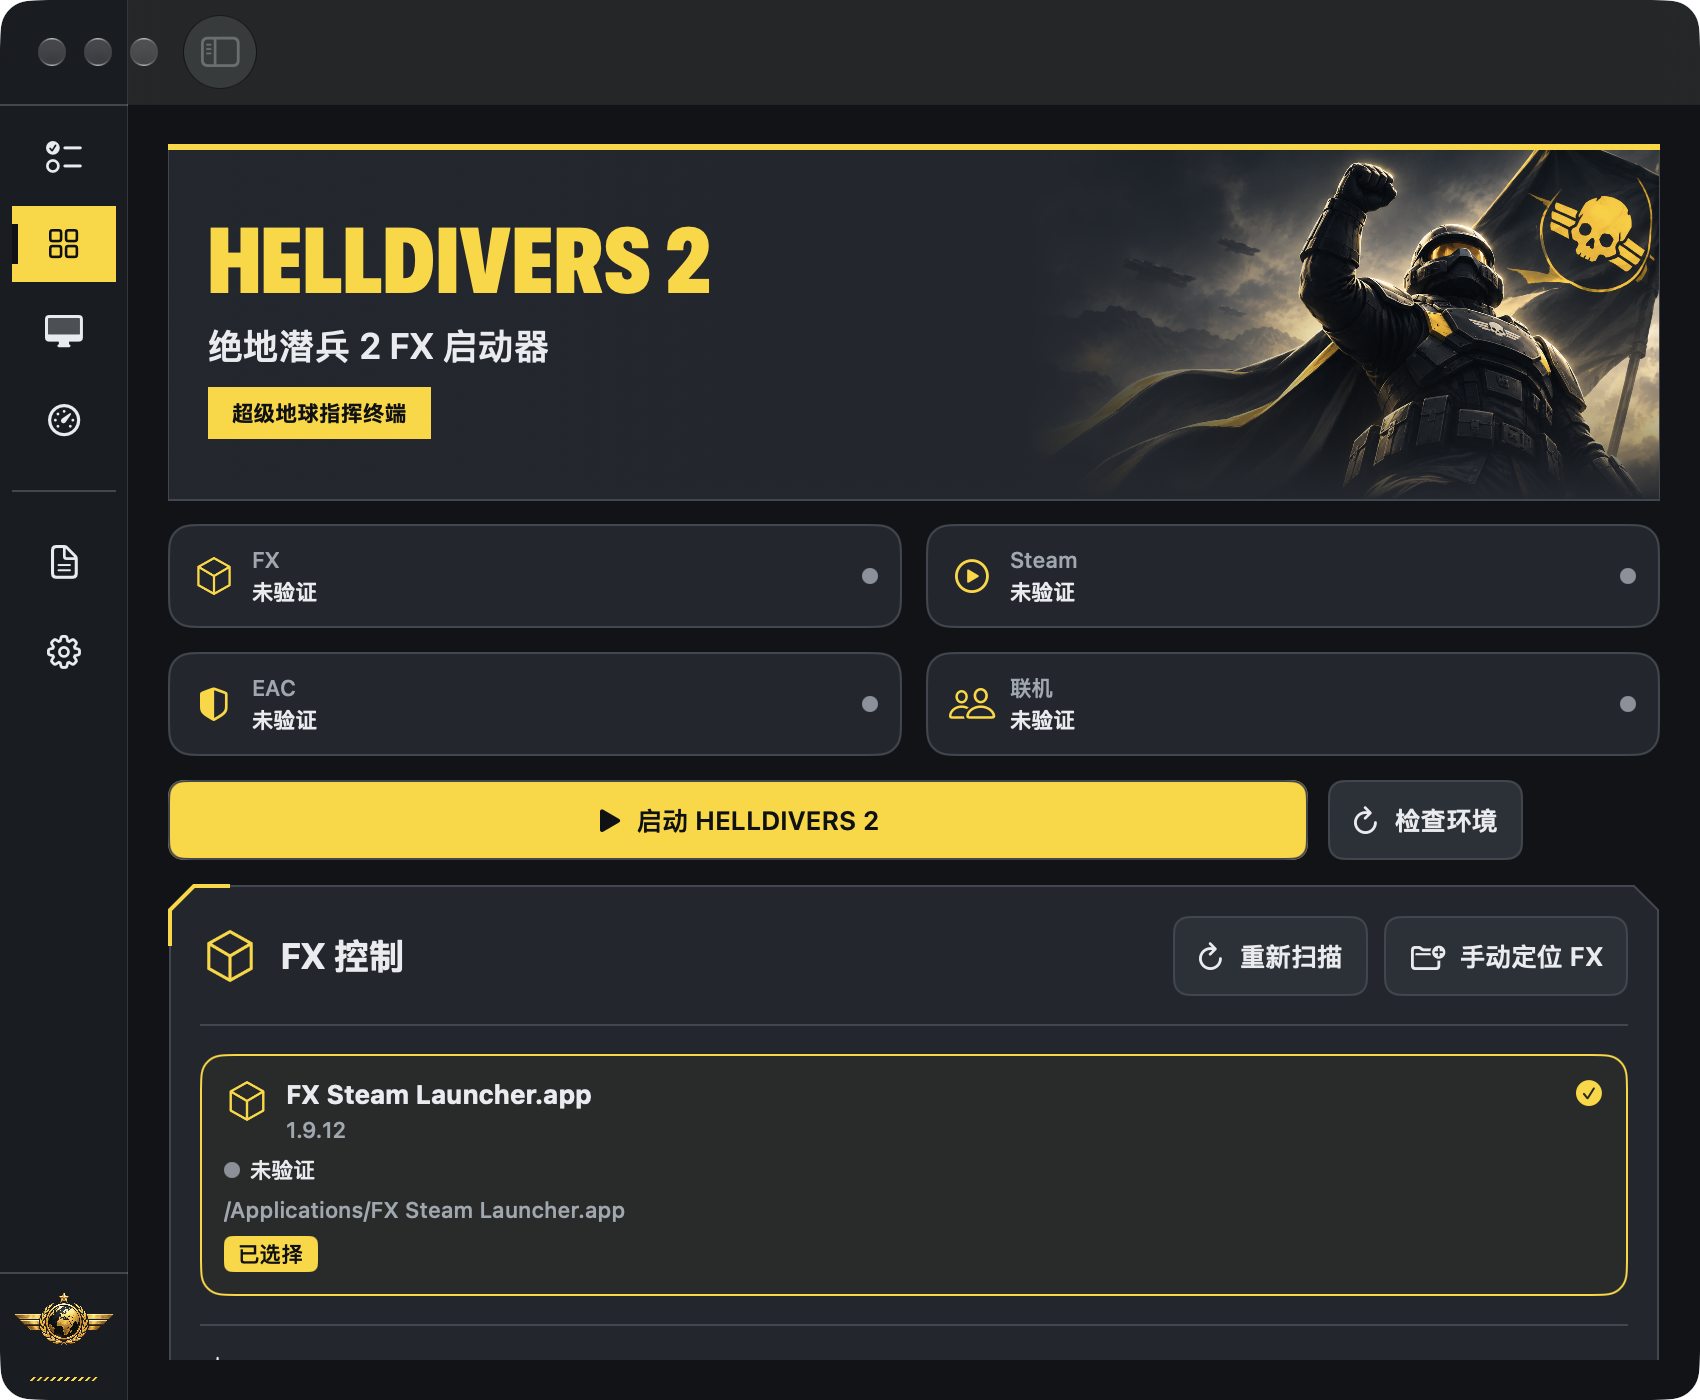 HELLDIVERS 2
绝地潜兵 2 FX 启动器
超级地球指挥终端
FX
未验证
Steam
未验证
EAC
未验证
联机
未验证
启动 HELLDIVERS 2
检查环境
FX 控制
重新扫描
手动定位 FX
FX Steam Launcher.app
1.9.12
未验证
/Applications/FX Steam Launcher.app
已选择